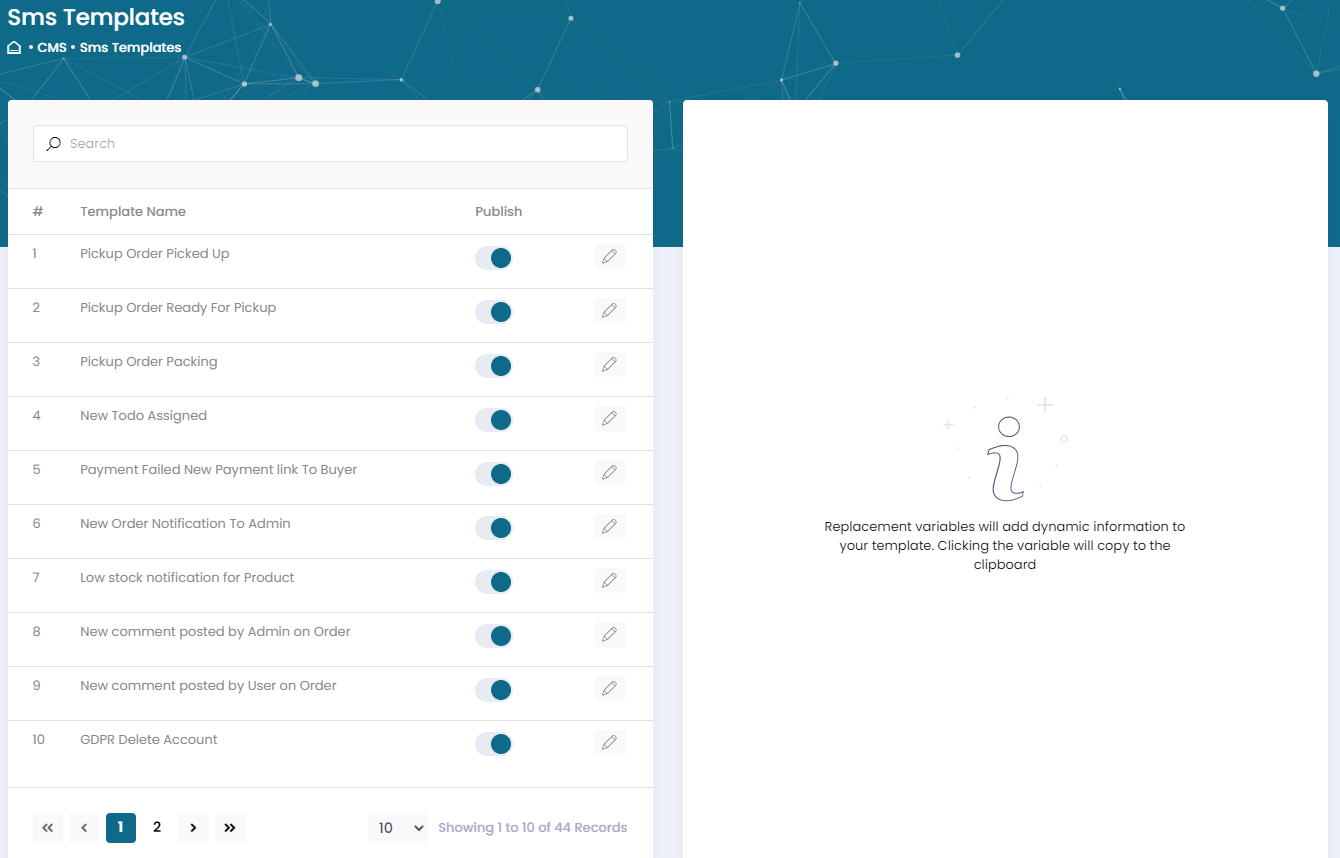 Sms Templates
• CMS • Sms Templates
Search
# Template Name Publish
1 Pickup Order Picked Up
2 Pickup Order Ready For Pickup
3 Pickup Order Packing
4 New Todo Assigned
5 Payment Failed New Payment link To Buyer
6 New Order Notification To Admin
7 Low stock notification for Product
8 New comment posted by Admin on Order
9 New comment posted by User on Order
10 GDPR Delete Account
« ‹ 1 2 › » 10 Showing 1 to 10 of 44 Records
Replacement variables will add dynamic information to
your template. Clicking the variable will copy to the
clipboard